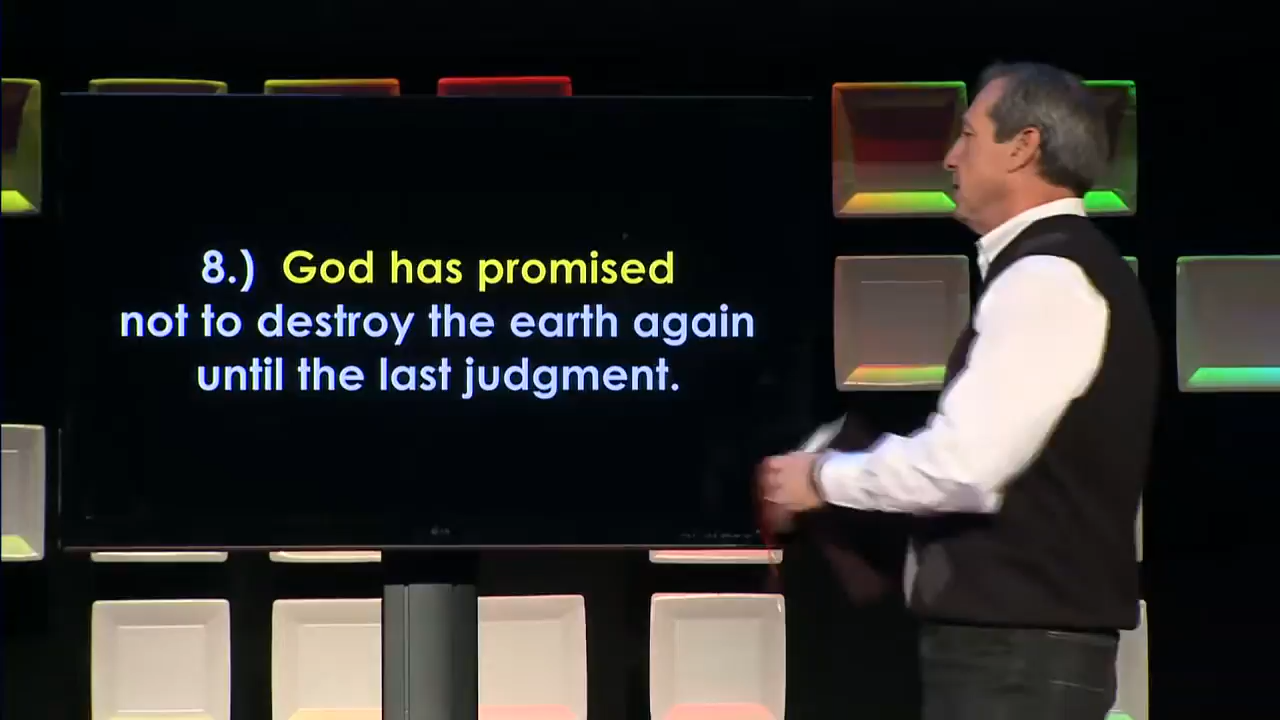 8.) God has promised
not to destroy the earth again
until the last judgment.